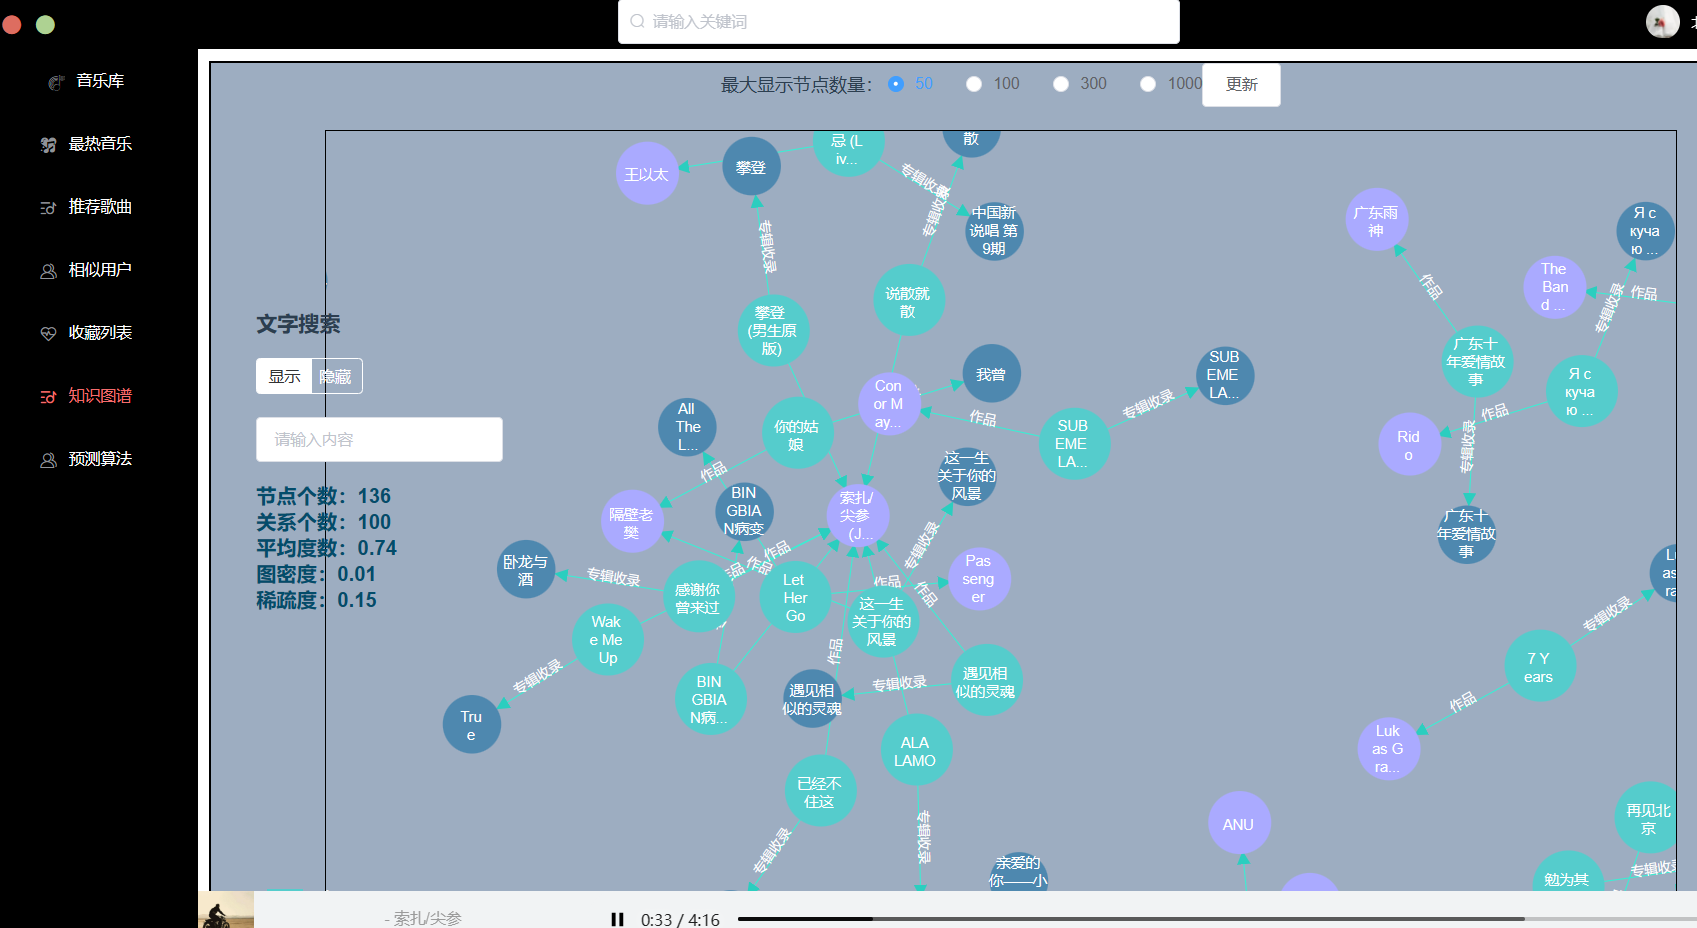 请输入关键词
音乐库
最热音乐
推荐歌曲
相似用户
收藏列表
知识图谱
预测算法
最大显示节点数量：
50
100
300
1000
更新
文字搜索
显示
隐藏
请输入内容
节点个数：136
关系个数：100
平均度数：0.74
图密度：0.01
稀疏度：0.15
王以太
攀登
忌 (L
iv...
散
专辑收录
专辑收录
中国新
说唱 第
9期
专辑收录
攀登
(男生原
版)
说散就
散
我曾
Con
or M
ay...
All
The
L...
你的姑
娘
作品
SUB
EME
LA...
专辑收录
SUB
EME
LA...
作品
隔壁老
樊
BIN
GBIA
N病变
索扎/
尖参
(J...
这一生
关于你的
风景
专辑收录
卧龙与
酒
专辑收录
作品
作品
感谢你
曾来过
Let
Her
Go
作品
Pas
seng
er
作品
这一生
关于你的
风景
Wak
e Me
Up
专辑收录
Tru
e
BIN
GBIA
N病...
作品
遇见相
似的灵魂
专辑收录
遇见相
似的灵魂
ALA
LAMO
已经不
住这
专辑收录
专辑收录
亲爱的
你——小
广东雨
神
作品
广东十
年爱情故
事
专辑收录
广东十
年爱情故
事
The
Ban
d ...
作品
Я с
куча
ю ...
专辑收录
Я с
куча
ю ...
作品
Rid
o
专辑收录
7 Y
ears
作品
Luk
as G
ra...
ANU
再见北
京
勉为其
专辑收录
- 索扎/尖参
0:33 / 4:16